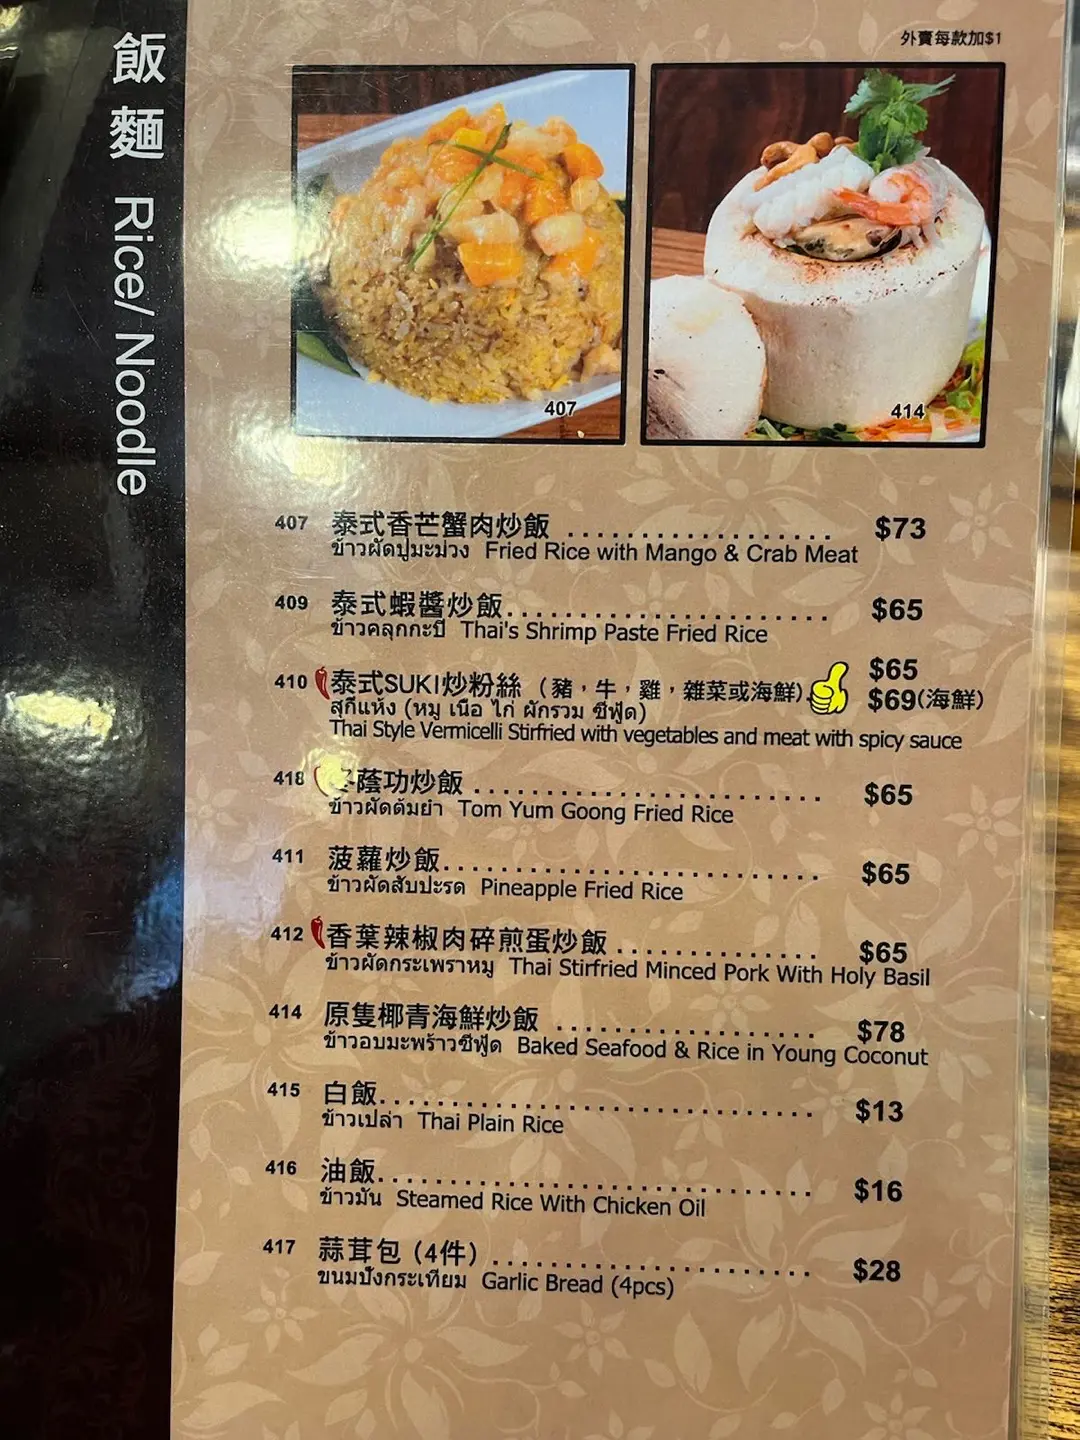 飯麵 Rice/ Noodle
外賣每款加$1
407
414
407 泰式香芒蟹肉炒飯 .................. $73
ข้าวผัดปูมะม่วง Fried Rice with Mango & Crab Meat
409 泰式蝦醬炒飯...................... $65
ข้าวคลุกกะปิ Thai's Shrimp Paste Fried Rice
410 泰式SUKI炒粉絲 (豬,牛,雞,雜菜或海鮮) $65
$69(海鮮)
สุกี้แห้ง (หมู เนื้อ ไก่ ผักรวม ซีฟู้ด)
Thai Style Vermicelli Stirfried with vegetables and meat with spicy sauce
418 蔭功炒飯 ........................ $65
ข้าวผัดต้มยำ Tom Yum Goong Fried Rice
411 菠蘿炒飯.......................... $65
ข้าวผัดสับปะรด Pineapple Fried Rice
412 香葉辣椒肉碎煎蛋炒飯 .............. $65
ข้าวผัดกระเพราหมู Thai Stirfried Minced Pork With Holy Basil
414 原隻椰青海鮮炒飯 .................. $78
ข้าวอบมะพร้าวซีฟู้ด Baked Seafood & Rice in Young Coconut
415 白飯.............................. $13
ข้าวเปล่า Thai Plain Rice
416 油飯.............................. $16
ข้าวมัน Steamed Rice With Chicken Oil
417 蒜茸包 (4件) ...................... $28
ขนมปังกระเทียม Garlic Bread (4pcs)